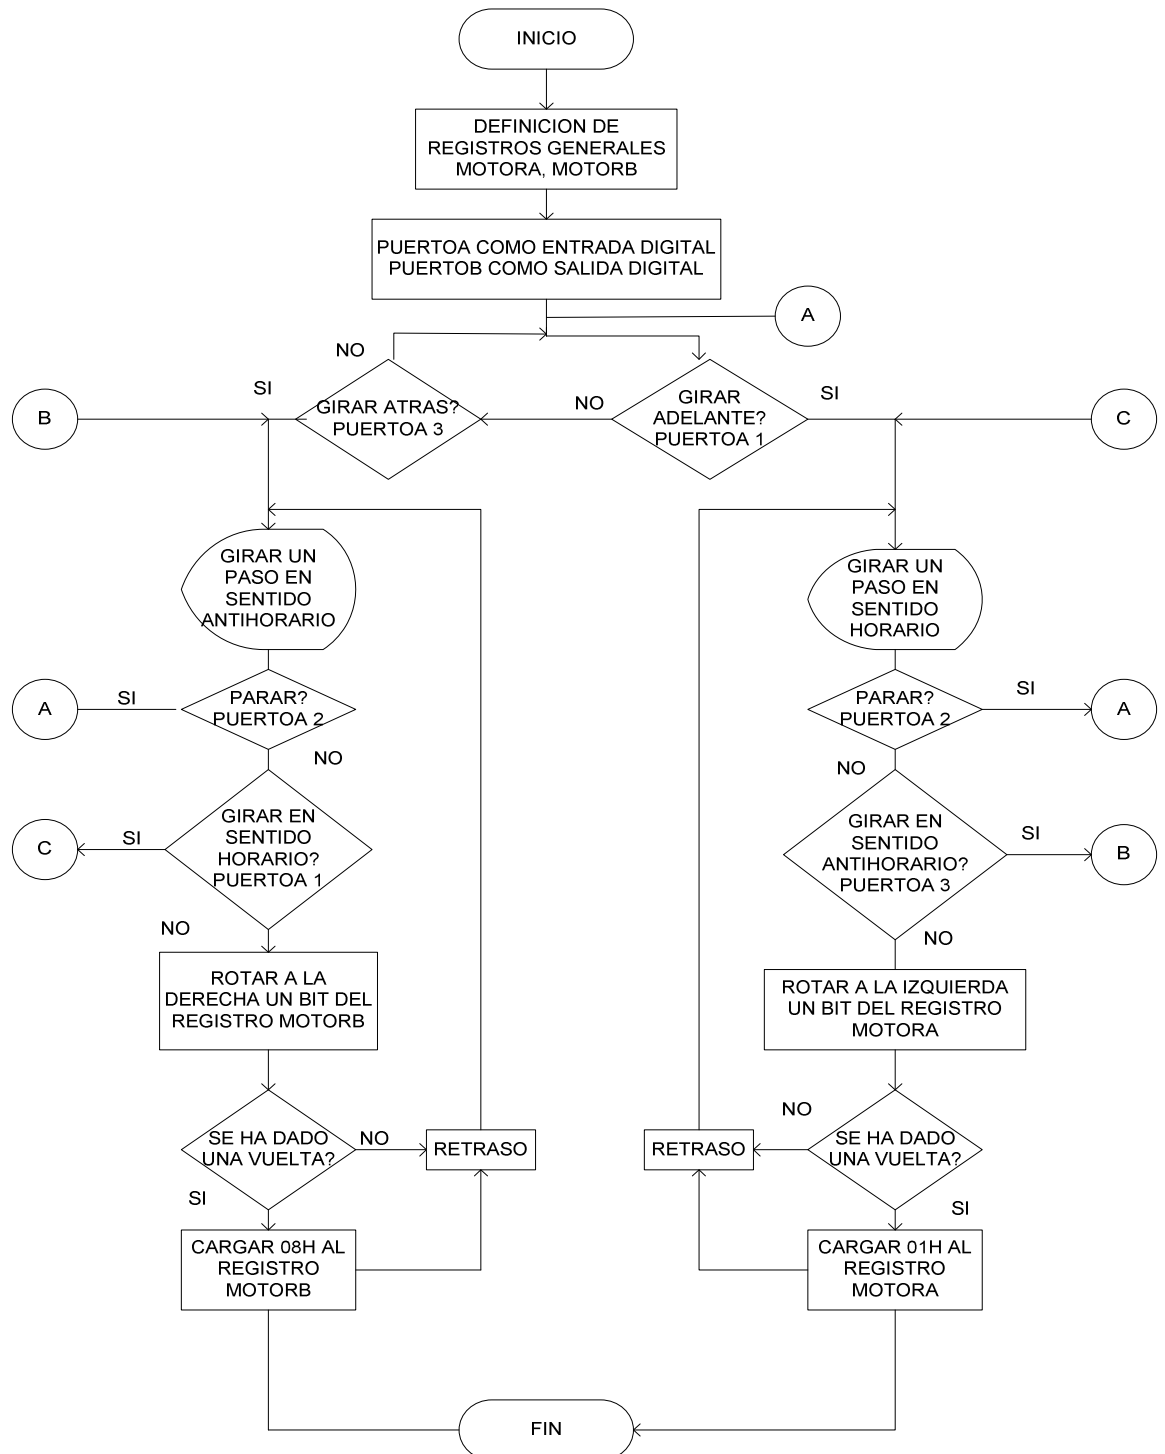 INICIO
DEFINICION DE
REGISTROS GENERALES
MOTORA, MOTORB
PUERTOA COMO ENTRADA DIGITAL
PUERTOB COMO SALIDA DIGITAL
A
NO
SI
GIRAR ATRAS?
PUERTOA 3
NO
GIRAR
ADELANTE?
PUERTOA 1
SI
B
C
GIRAR UN
PASO EN
SENTIDO
ANTIHORARIO
GIRAR UN
PASO EN
SENTIDO
HORARIO
A
SI
PARAR?
PUERTOA 2
NO
PARAR?
PUERTOA 2
SI
A
NO
C
SI
GIRAR EN
SENTIDO
HORARIO?
PUERTOA 1
NO
GIRAR EN
SENTIDO
ANTIHORARIO?
PUERTOA 3
SI
B
NO
ROTAR A LA
DERECHA UN BIT DEL
REGISTRO MOTORB
ROTAR A LA IZQUIERDA
UN BIT DEL REGISTRO
MOTORA
SE HA DADO
UNA VUELTA?
NO
RETRASO
SI
RETRASO
NO
SE HA DADO
UNA VUELTA?
SI
CARGAR 08H AL
REGISTRO
MOTORB
CARGAR 01H AL
REGISTRO
MOTORA
FIN